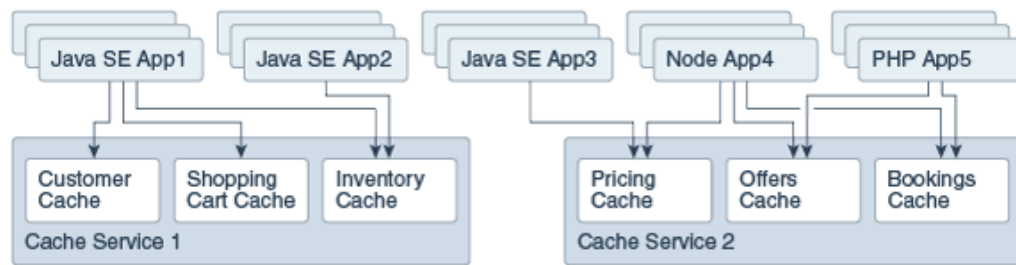 Java SE App1
Java SE App2
Java SE App3
Node App4
PHP App5
Customer
Cache
Shopping
Cart Cache
Inventory
Cache
Pricing
Cache
Offers
Cache
Bookings
Cache
Cache Service 1
Cache Service 2